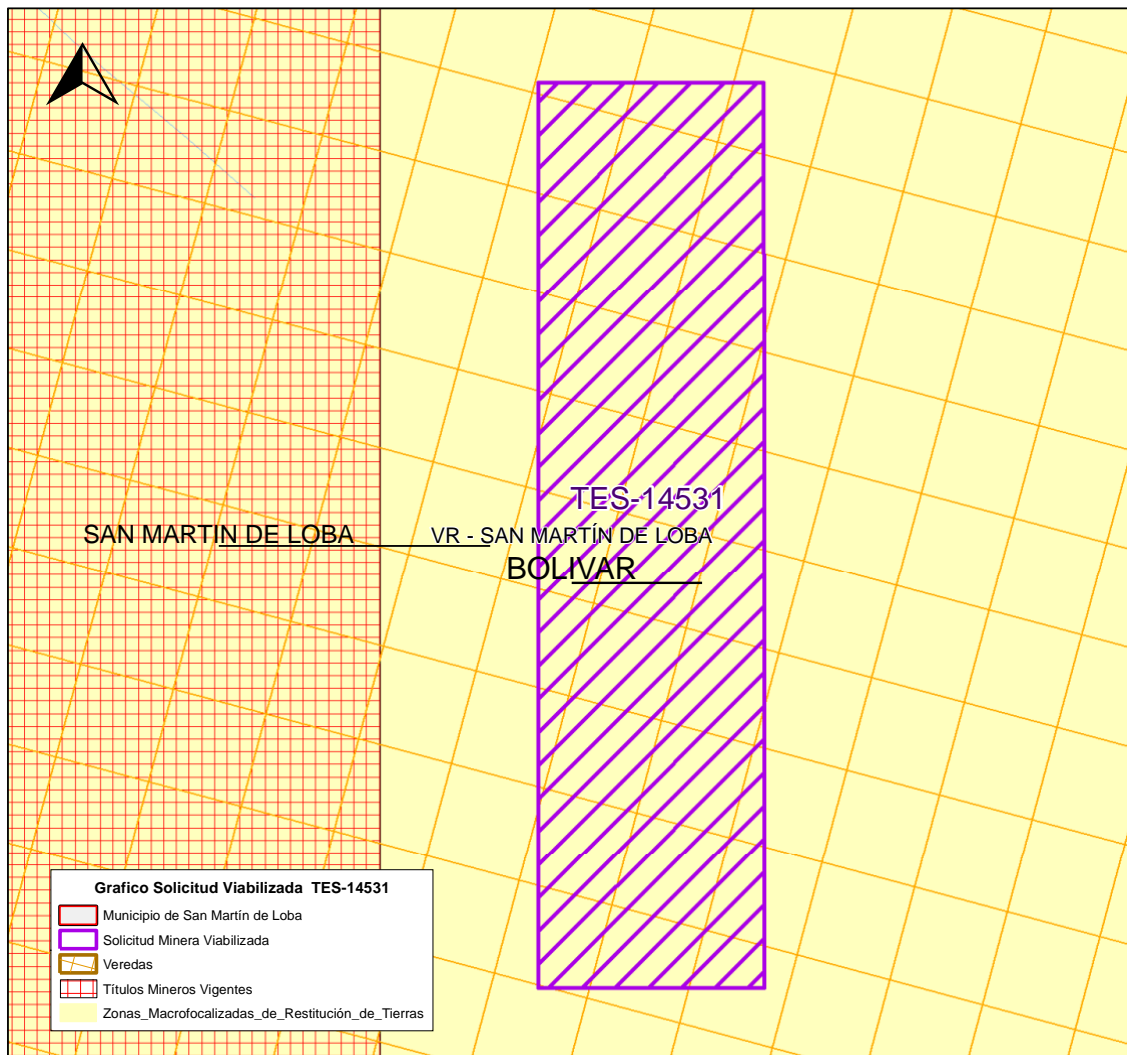 TES-14531
SAN MARTIN DE LOBA
VR - SAN MARTÍN DE LOBA
BOLIVAR
Grafico Solicitud Viabilizada TES-14531
Municipio de San Martín de Loba
Solicitud Minera Viabilizada
Veredas
Títulos Mineros Vigentes
Zonas_Macrofocalizadas_de_Restitución_de_Tierras